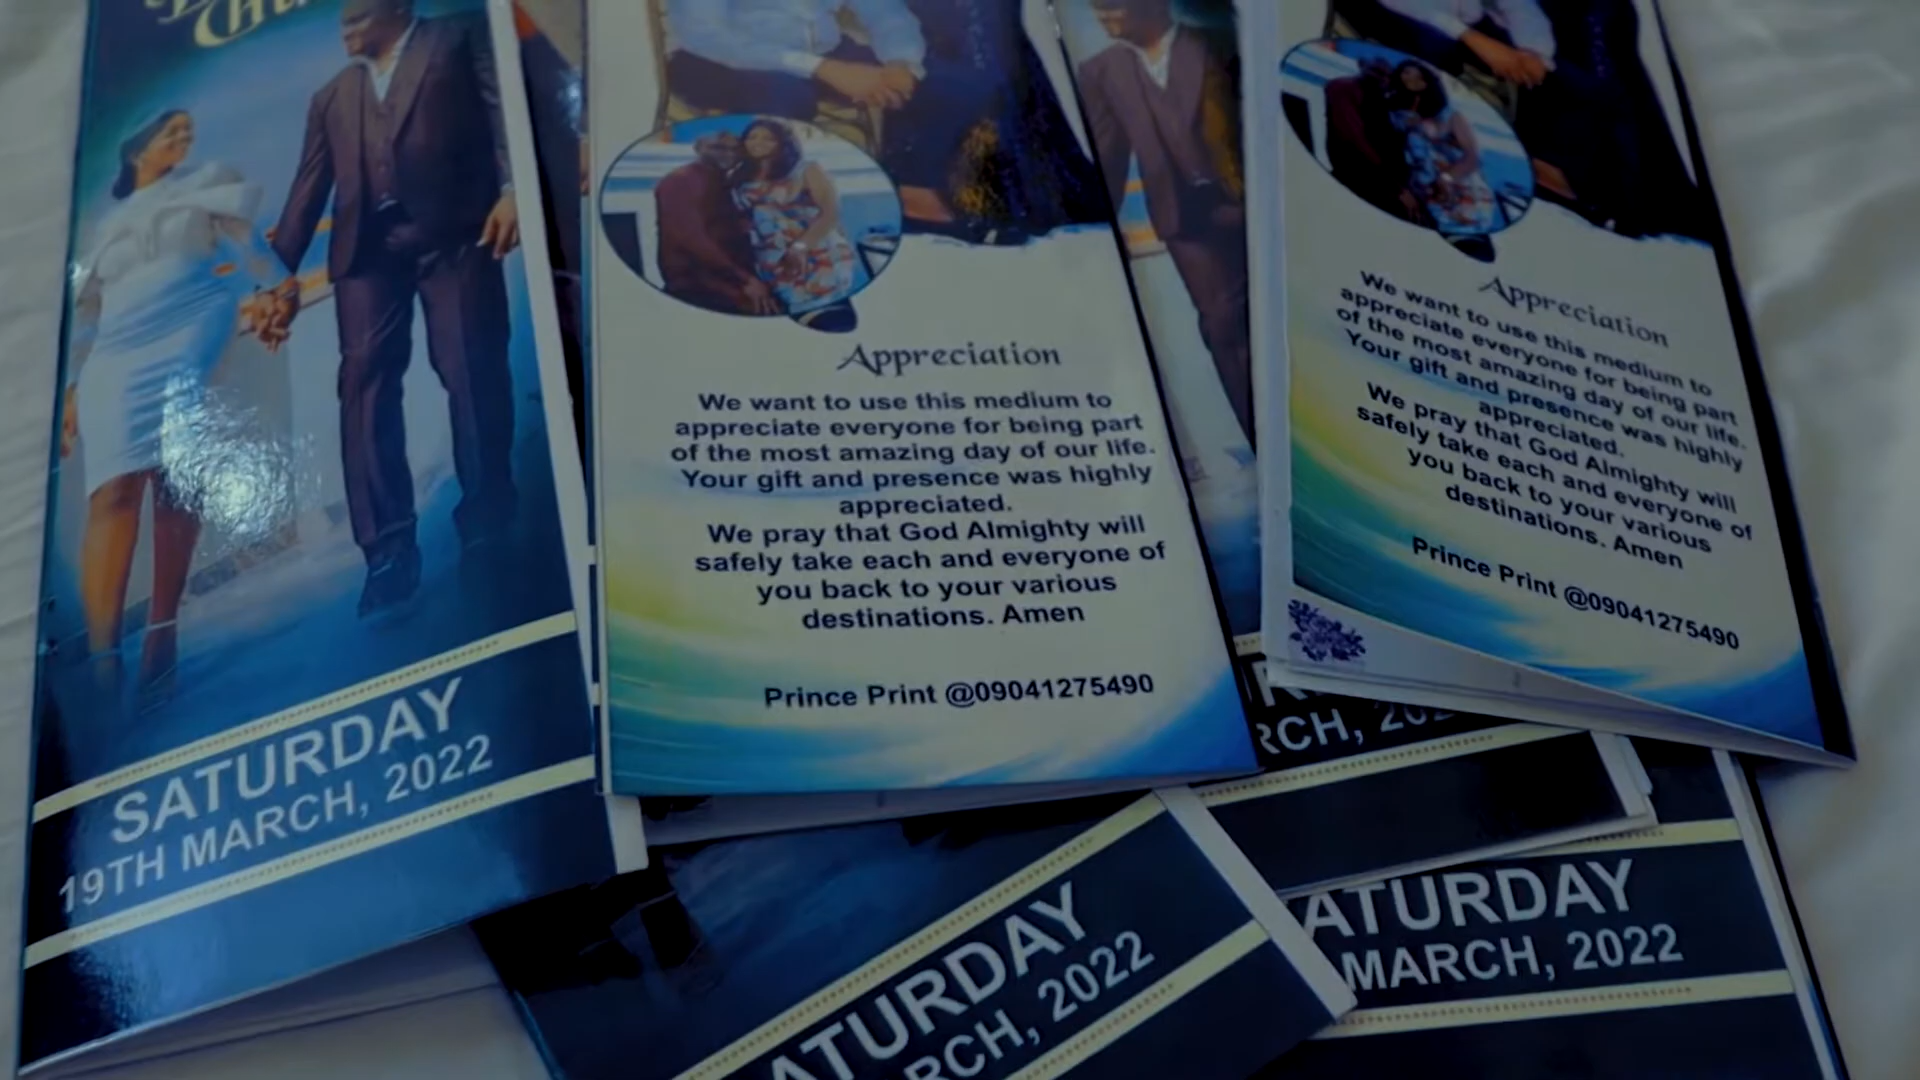 SATURDAY
19TH MARCH, 2022
Appreciation
We want to use this medium to
appreciate everyone for being part
of the most amazing day of our life.
Your gift and presence was highly
appreciated.
We pray that God Almighty will
safely take each and everyone of
you back to your various
destinations. Amen
Prince Print @09041275490
Appreciation
We want to use this medium to
appreciate everyone for being part
of the most amazing day of our life.
Your gift and presence was highly
appreciated.
We pray that God Almighty will
safely take each and everyone of
you back to your various
destinations. Amen
Prince Print @09041275490
RCH, 202
ATURDAY
RCH, 2022
ATURDAY
MARCH, 2022